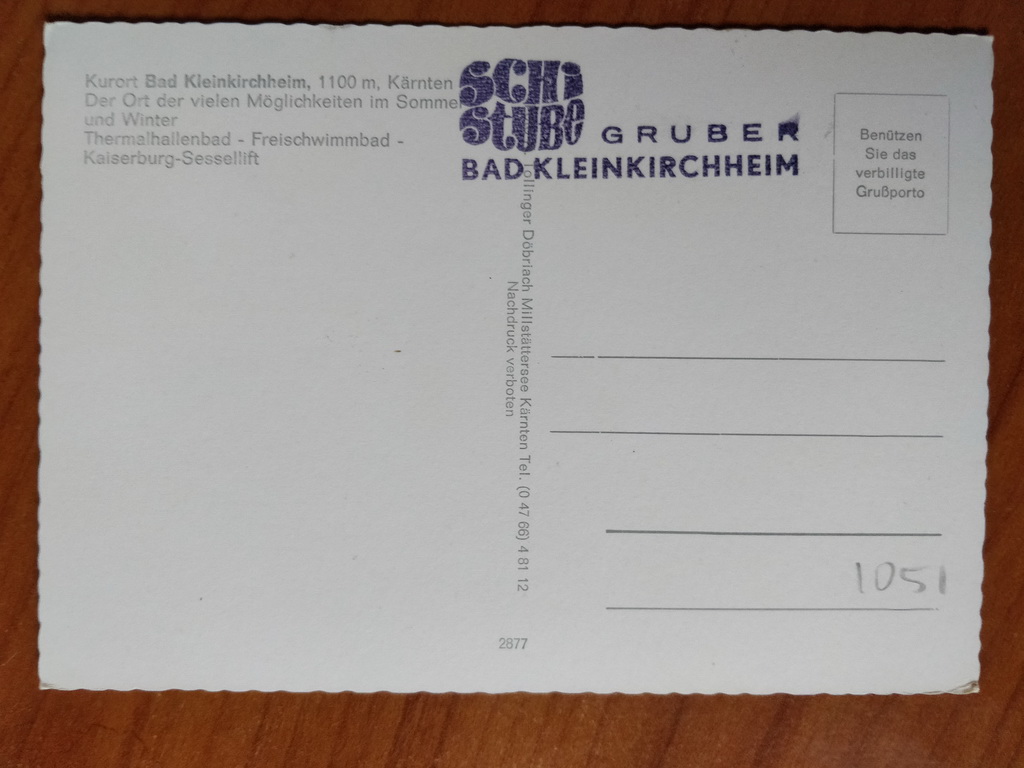 Kurort Bad Kleinkirchheim, 1100 m, Kärnten
Der Ort der vielen Möglichkeiten im Somme
und Winter
Thermalhallenbad - Freischwimmbad -
Kaiserburg-Sessellift
SCHI
STUBE GRUBER
BAD-KLEINKIRCHHEIM
Benützen
Sie das
verbilligte
Grußporto
ollinger Döbriach Millstättersee Kärnten Tel. (0 47 66) 4 81 12
Nachdruck verboten
1051
2877